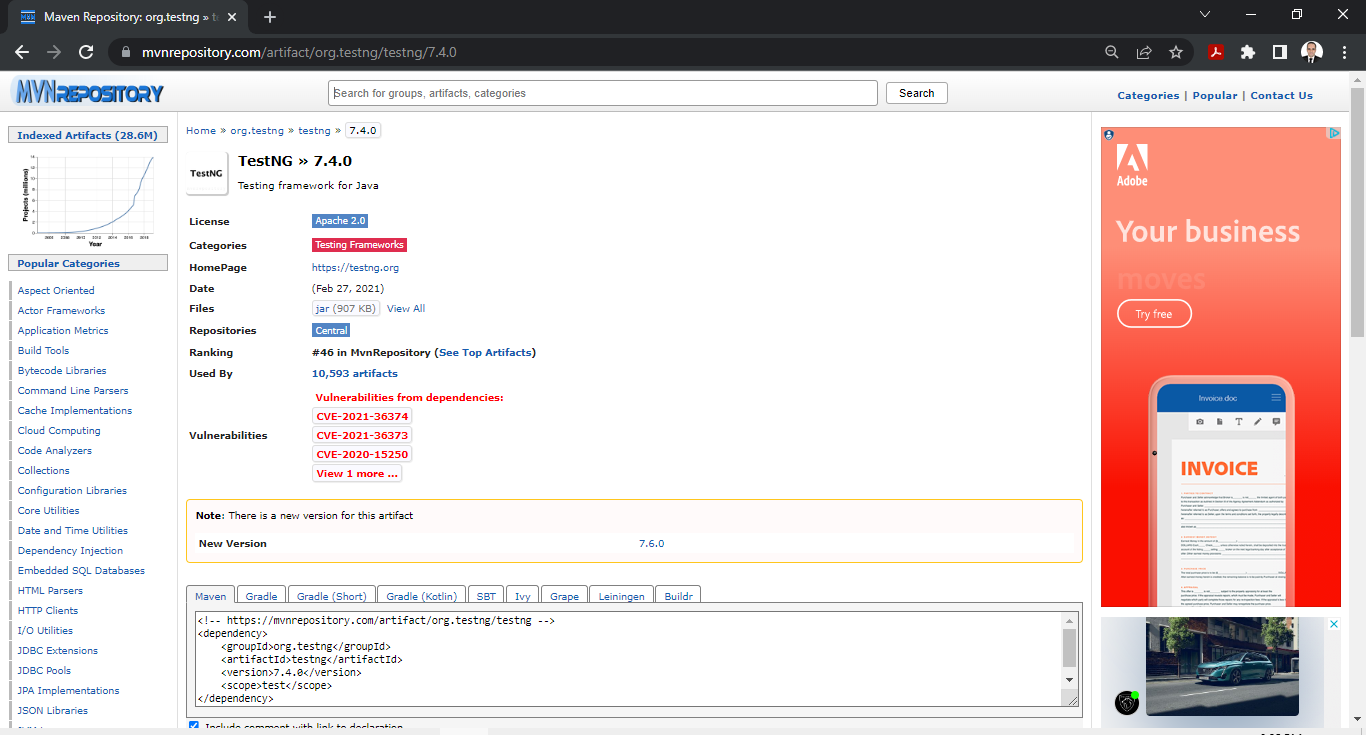 Maven Repository: org.testng » te
mvnrepository.com/artifact/org.testng/testng/7.4.0
MVNREPOSITORY
Search for groups, artifacts, categories
Search
Categories | Popular | Contact Us
Indexed Artifacts (28.6M)
Projects (millions)
Year
Popular Categories
Aspect Oriented
Actor Frameworks
Application Metrics
Build Tools
Bytecode Libraries
Command Line Parsers
Cache Implementations
Cloud Computing
Code Analyzers
Collections
Configuration Libraries
Core Utilities
Date and Time Utilities
Dependency Injection
Embedded SQL Databases
HTML Parsers
HTTP Clients
I/O Utilities
JDBC Extensions
JDBC Pools
JPA Implementations
JSON Libraries
Home » org.testng » testng » 7.4.0
TestNG
TestNG » 7.4.0
Testing framework for Java
License Apache 2.0
Categories Testing Frameworks
HomePage https://testng.org
Date (Feb 27, 2021)
Files jar (907 KB) View All
Repositories Central
Ranking #46 in MvnRepository (See Top Artifacts)
Used By 10,593 artifacts
Vulnerabilities
Vulnerabilities from dependencies:
CVE-2021-36374
CVE-2021-36373
CVE-2020-15250
View 1 more ...
Note: There is a new version for this artifact
New Version 7.6.0
Maven Gradle Gradle (Short) Gradle (Kotlin) SBT Ivy Grape Leiningen Buildr
<!-- https://mvnrepository.com/artifact/org.testng/testng -->
<dependency>
    <groupId>org.testng</groupId>
    <artifactId>testng</artifactId>
    <version>7.4.0</version>
    <scope>test</scope>
</dependency>
Include comment with link to declaration
Adobe
Your business
moves
Try free
Invoice.doc
INVOICE